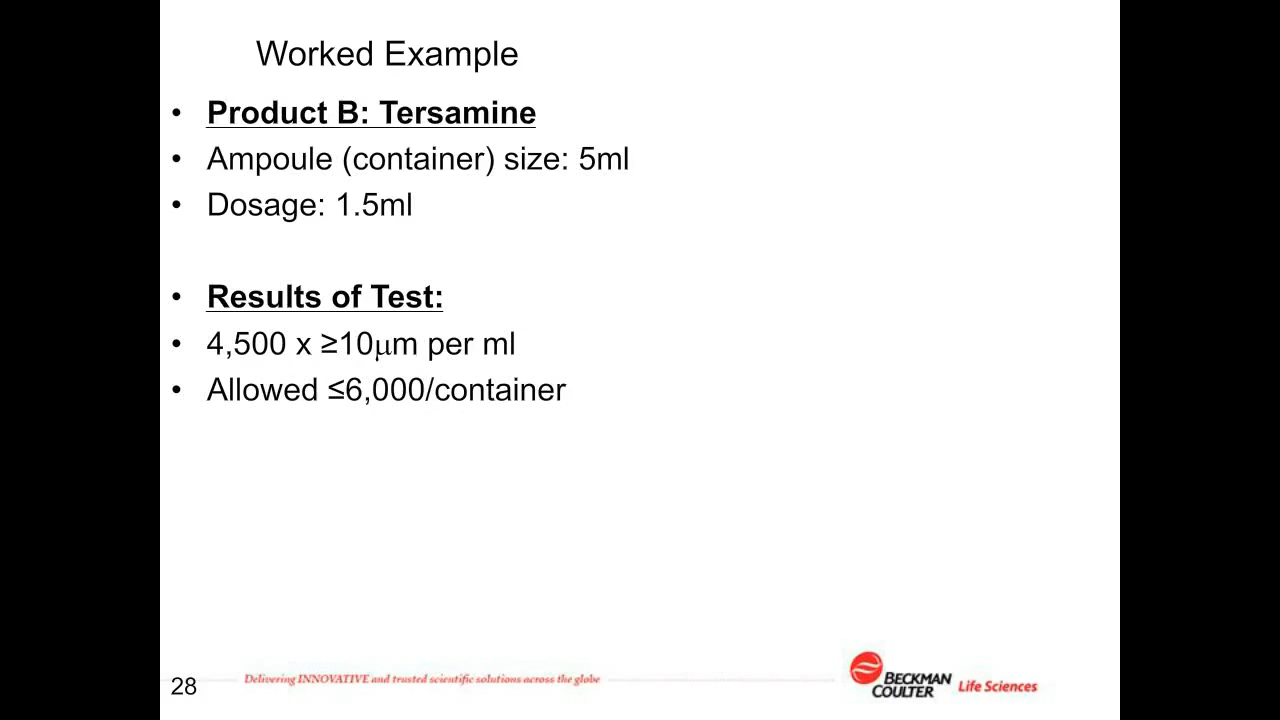 Worked Example
• Product B: Tersamine
• Ampoule (container) size: 5ml
• Dosage: 1.5ml
• Results of Test:
• 4,500 x ≥10μm per ml
• Allowed ≤6,000/container
28
Delivering INNOVATIVE and trusted scientific solutions across the globe
BECKMAN
COULTER
Life Sciences